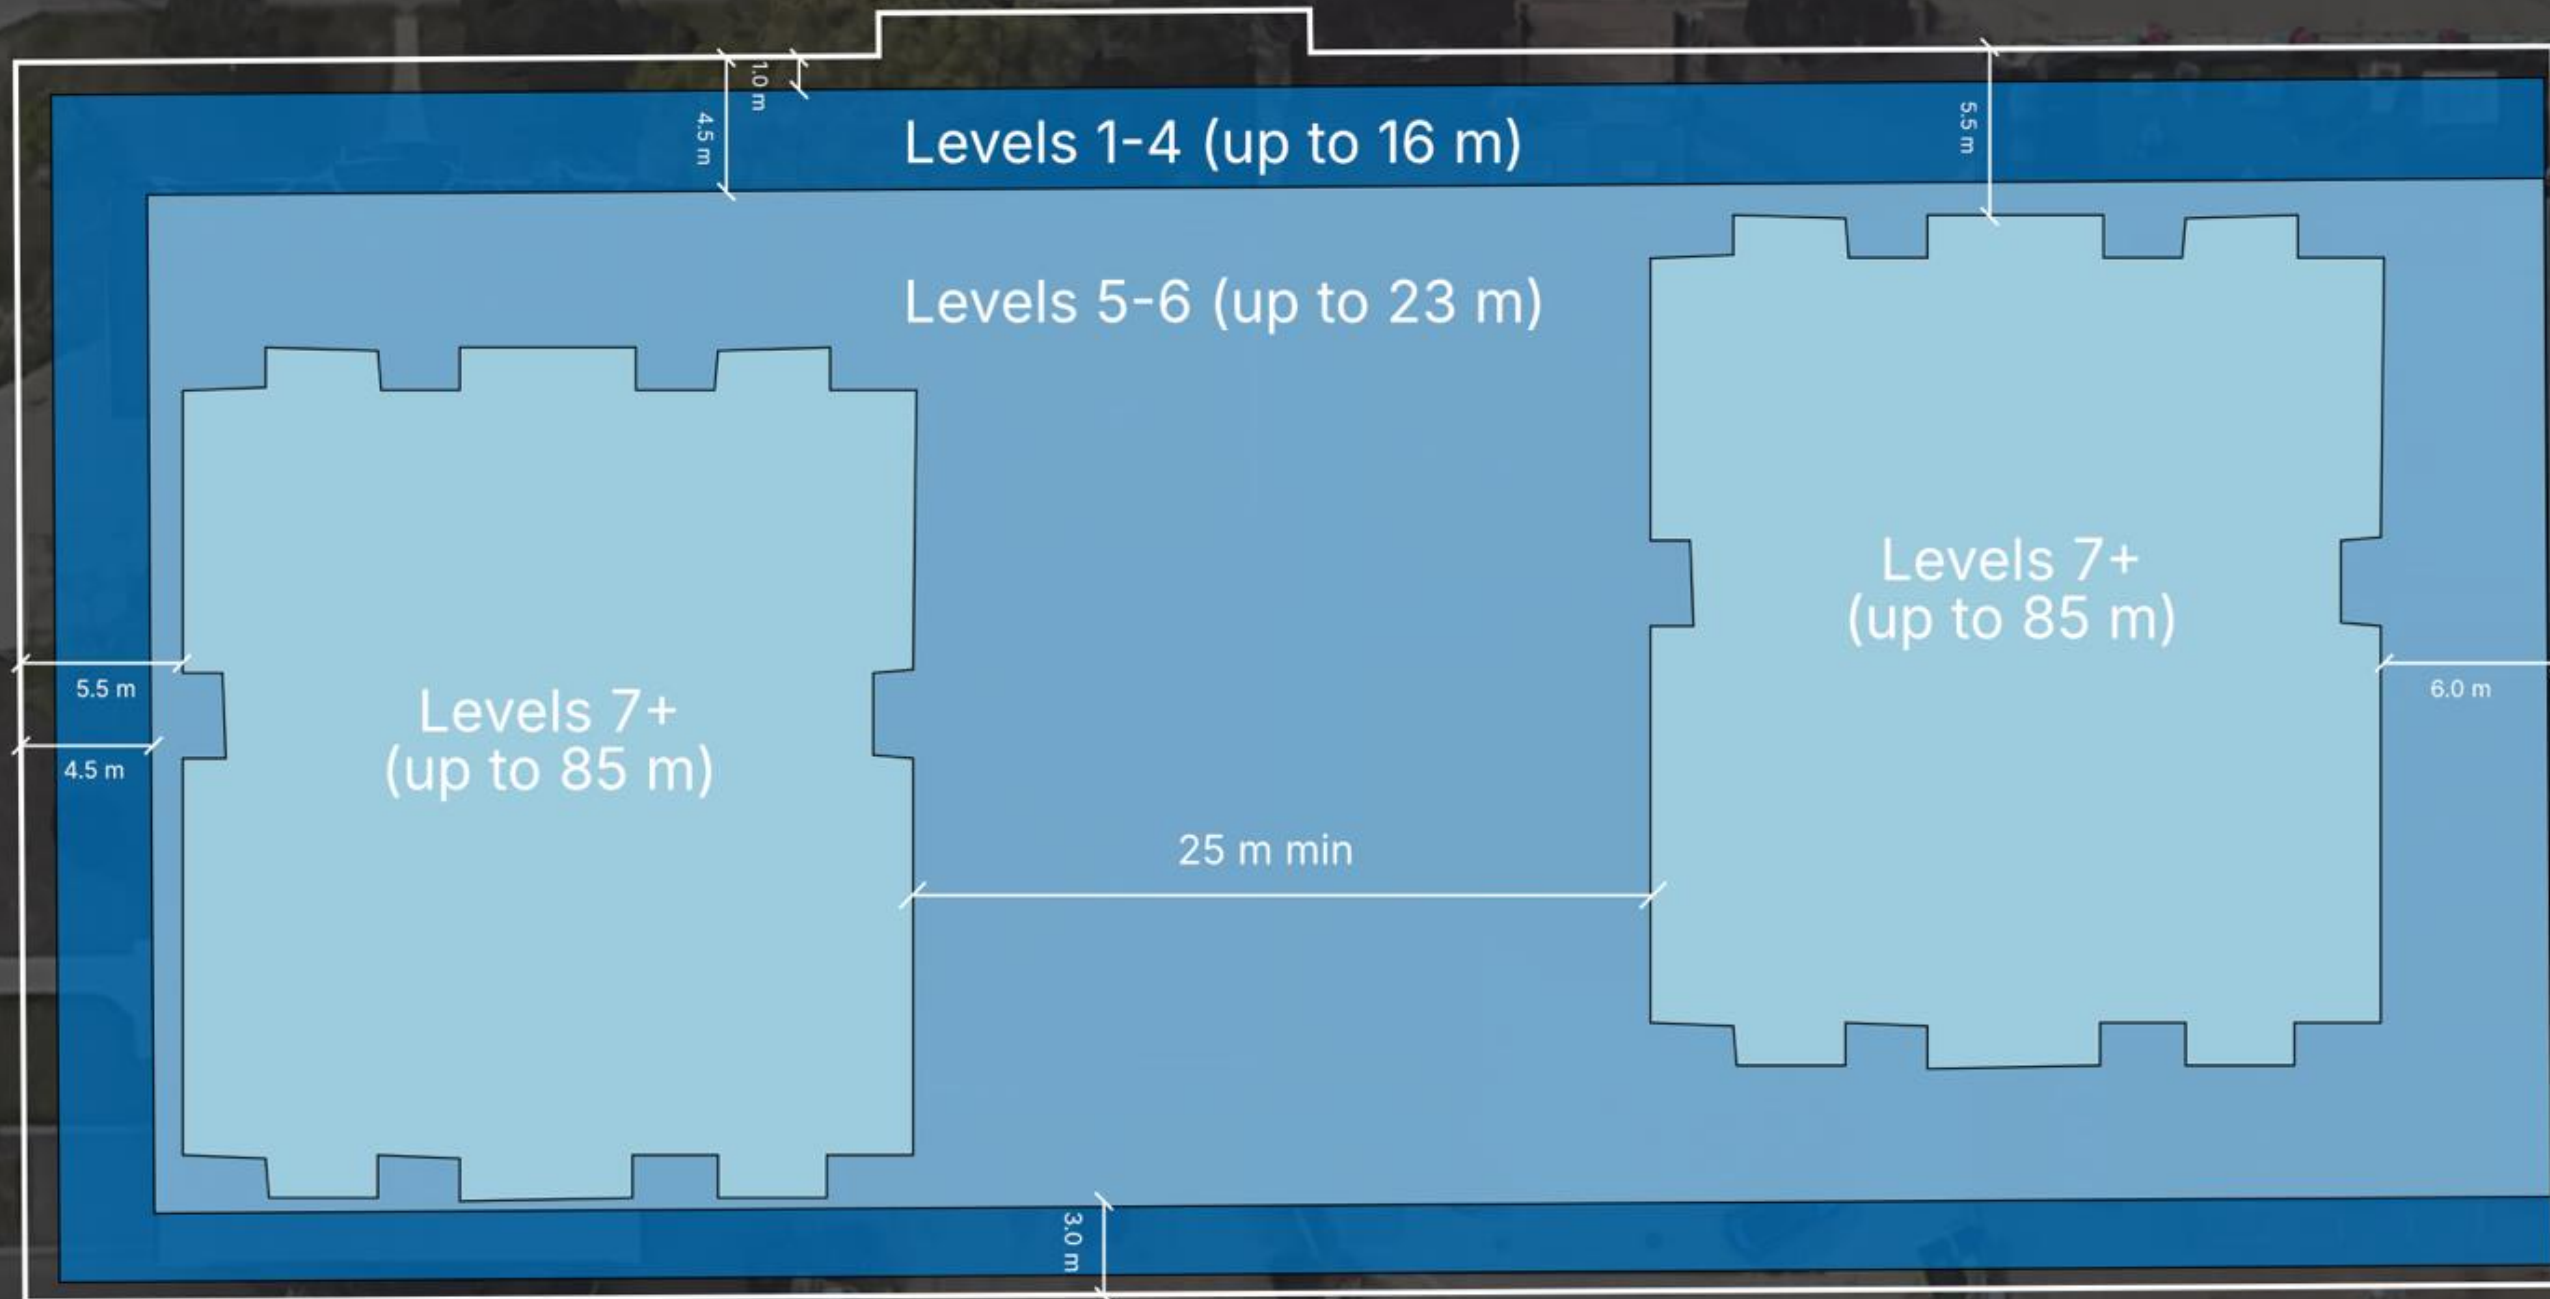 1.0 m
4.5 m
Levels 1-4 (up to 16 m)
5.5 m
Levels 5-6 (up to 23 m)
Levels 7+
(up to 85 m)
5.5 m
4.5 m
Levels 7+
(up to 85 m)
6.0 m
25 m min
3.0 m